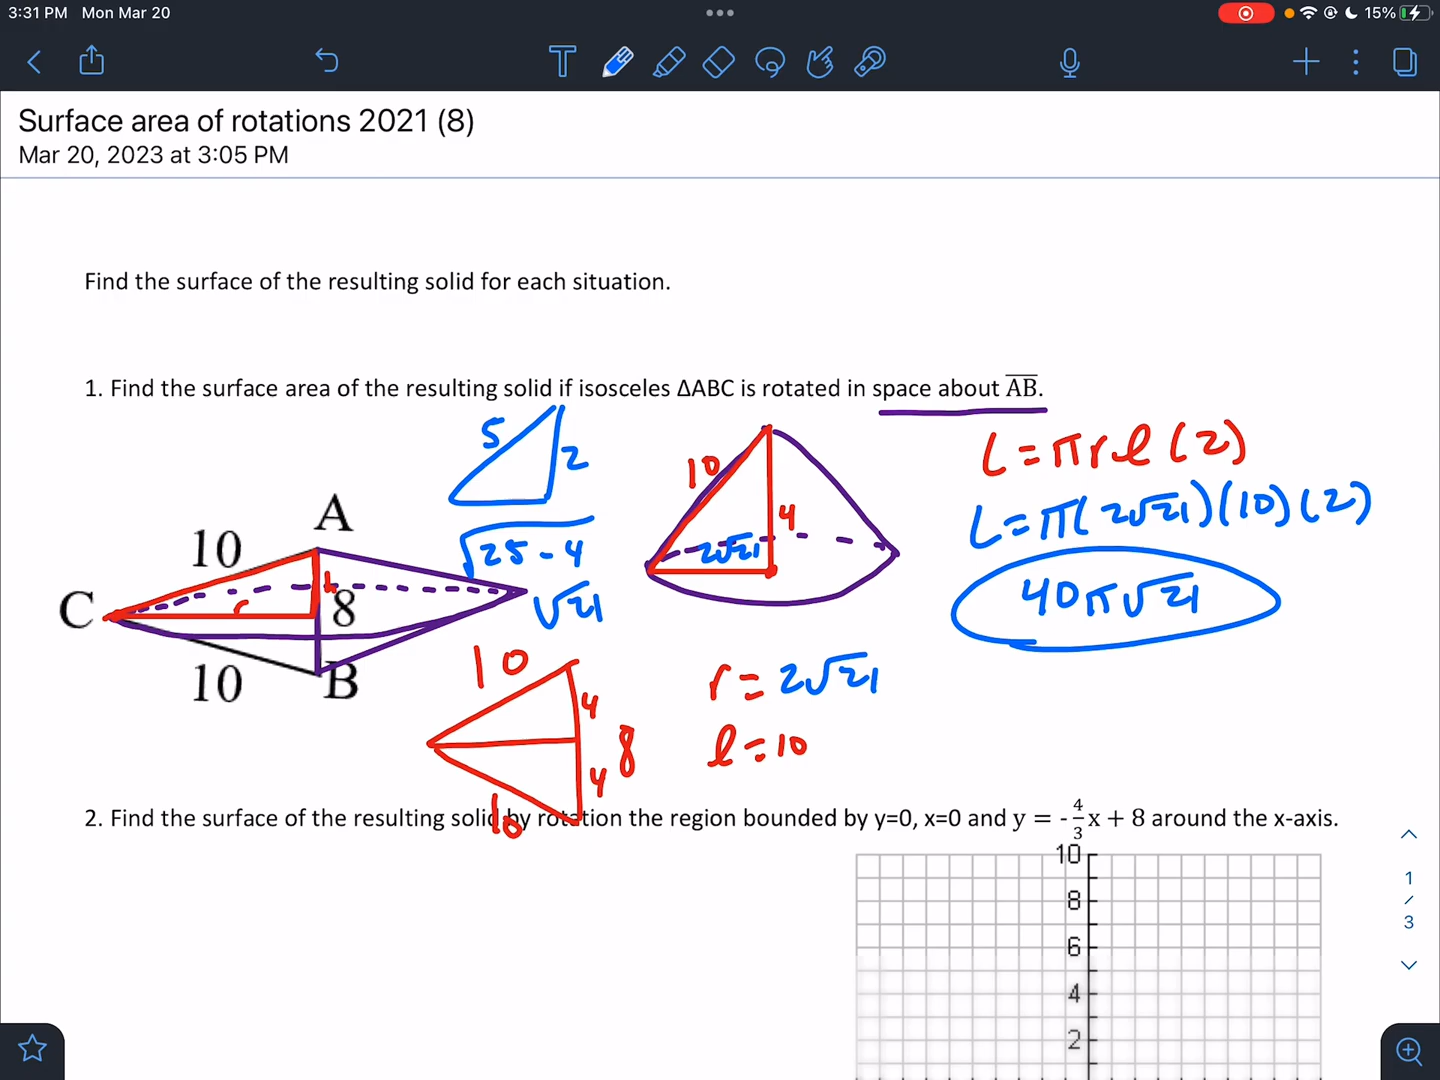 3:31 PM Mon Mar 20
15%
T
Surface area of rotations 2021 (8)
Mar 20, 2023 at 3:05 PM
Find the surface of the resulting solid for each situation.
1. Find the surface area of the resulting solid if isosceles ΔABC is rotated in space about A̅B̅.
5
2
√25 - 4
√21
10
4
2√21
L = πrl (2)
L = π(2√21)(10)(2)
40π√21
A
10
C
r
h
8
10
B
10
4
8
4
10
r = 2√21
l = 10
2. Find the surface of the resulting solid by rotation the region bounded by y=0, x=0 and y = -4/3x + 8 around the x-axis.
10
8
6
4
2
1
/
3